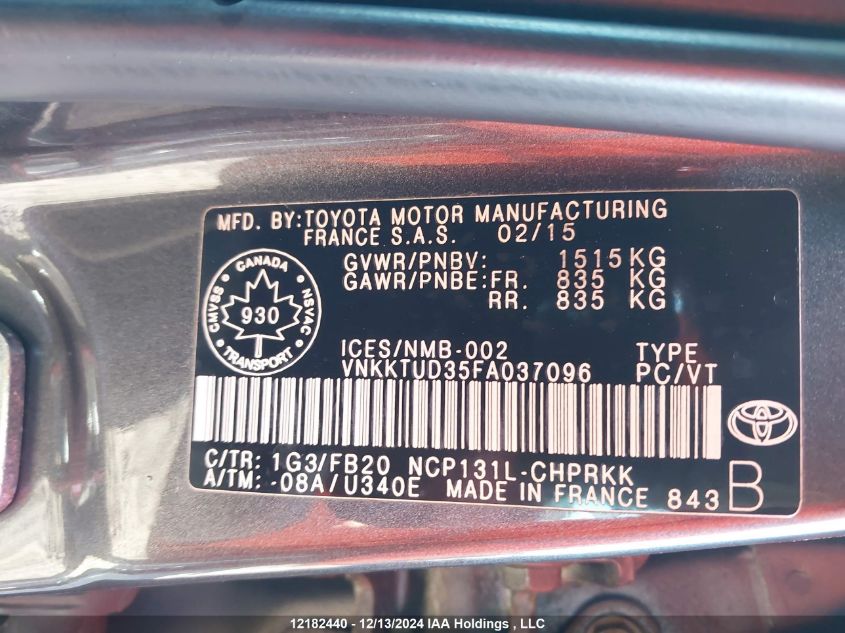 MFD. BY:TOYOTA MOTOR MANUFACTURING
FRANCE S.A.S. 02/15
GVWR/PNBV: 1515KG
GAWR/PNBE:FR. 835 KG
RR. 835 KG
CANADA
CMVSS 930 NSVAC
TRANSPORT
ICES/NMB-002 TYPE
VNKKTUD35FA037096 PC/VT
C/TR: 1G3/FB20 NCP131L-CHPRKK
A/TM: -08A/U340E MADE IN FRANCE 843 B
12182440 - 12/13/2024 IAA Holdings , LLC